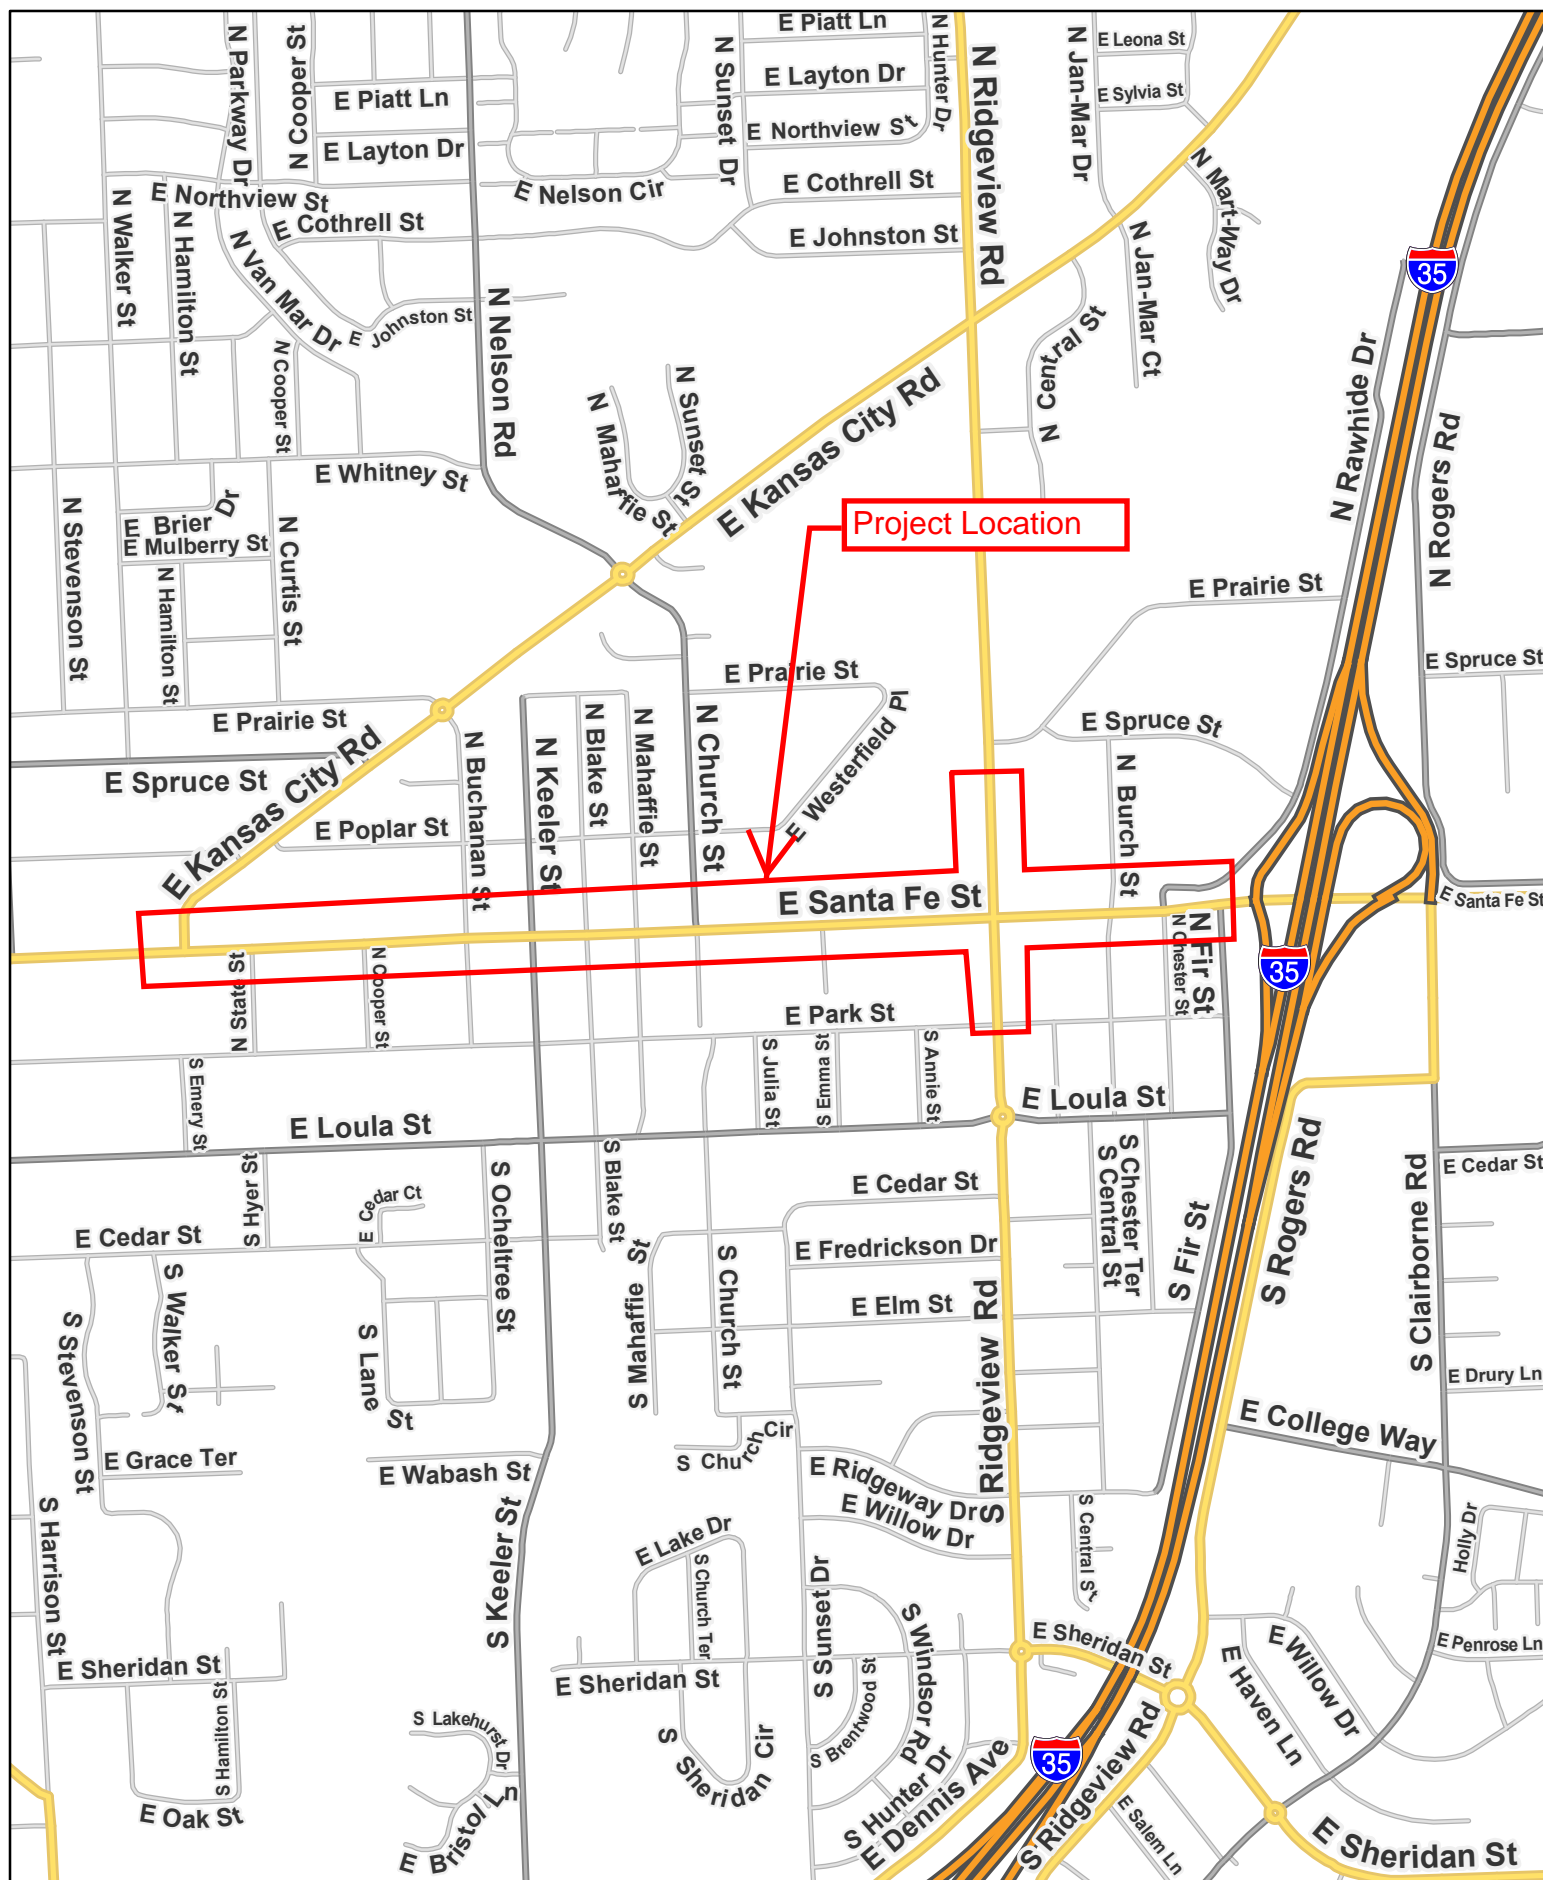 E Piatt Ln
N Hunter Dr
N Parkway Dr
N Cooper St
N Sunset Dr
E Layton Dr
N Ridgeview Rd
N Jan-Mar Dr
E Leona St
E Sylvia St
E Piatt Ln
E Layton Dr
E Northview St
N Mart-Way Dr
E Northview St
E Nelson Cir
E Cothrell St
N Walker St
N Hamilton St
E Cothrell St
E Johnston St
N Van Mar Dr
N Jan-Mar Ct
35
E Johnston St
N Nelson Rd
N Cooper St
N Central St
N Rawhide Dr
N Sunset St
N Mahaffie St
E Kansas City Rd
N Rogers Rd
E Whitney St
N Stevenson St
E Brier Dr
E Mulberry St
N Curtis St
N Hamilton St
Project Location
E Prairie St
E Spruce St
E Prairie St
E Prairie St
E Westerfield Pl
E Spruce St
E Spruce St
E Kansas City Rd
N Buchanan St
N Keeler St
N Blake St
N Mahaffie St
N Church St
N Burch St
E Poplar St
E Santa Fe St
E Santa Fe St
N State St
N Cooper St
N Chester St
N Fir St
35
E Park St
S Emery St
S Julia St
S Emma St
S Annie St
E Loula St
E Loula St
S Hyer St
E Cedar Ct
S Ocheltree St
S Blake St
E Cedar St
S Central St
S Chester Ter
S Fir St
S Rogers Rd
S Clairborne Rd
E Cedar St
E Cedar St
S Walker St
S Stevenson St
S Mahaffie St
S Church St
E Fredrickson Dr
E Elm St
S Ridgeview Rd
S Lane St
E Drury Ln
E College Way
E Grace Ter
E Wabash St
S Church Cir
E Ridgeway Dr
E Willow Dr
S Harrison St
S Keeler St
E Lake Dr
S Church Ter
S Sunset Dr
S Central St
Holly Dr
S Windsor Rd
E Sheridan St
E Penrose Ln
E Sheridan St
E Sheridan St
S Brentwood St
E Haven Ln
E Willow Dr
S Hamilton St
S Lakehurst Dr
S Sheridan Cir
S Hunter Dr
E Dennis Ave
35
S Ridgeview Rd
E Oak St
E Bristol Ln
E Salem Ln
E Sheridan St